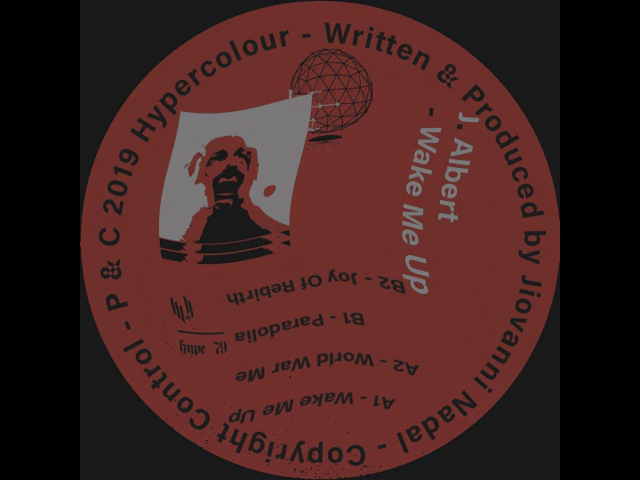 P & C 2019 Hypercolour - Written & Produced by Jiovanni Nadal - Copyright Control -
J. Albert
- Wake Me Up
A1 - Wake Me Up
A2 - World War Me
B1 - Paradolia
B2 - Joy Of Rebirth
hype 79